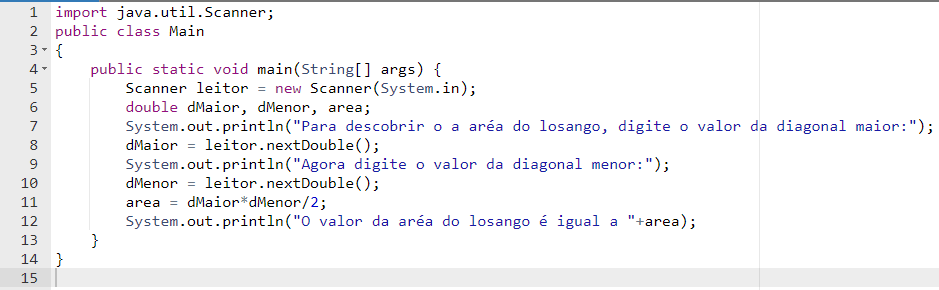 1 import java.util.Scanner;
2 public class Main
3 {
4 public static void main(String[] args) {
5 Scanner leitor = new Scanner(System.in);
6 double dMaior, dMenor, area;
7 System.out.println("Para descobrir o a aréa do losango, digite o valor da diagonal maior:");
8 dMaior = leitor.nextDouble();
9 System.out.println("Agora digite o valor da diagonal menor:");
10 dMenor = leitor.nextDouble();
11 area = dMaior*dMenor/2;
12 System.out.println("O valor da aréa do losango é igual a "+area);
13 }
14 }
15